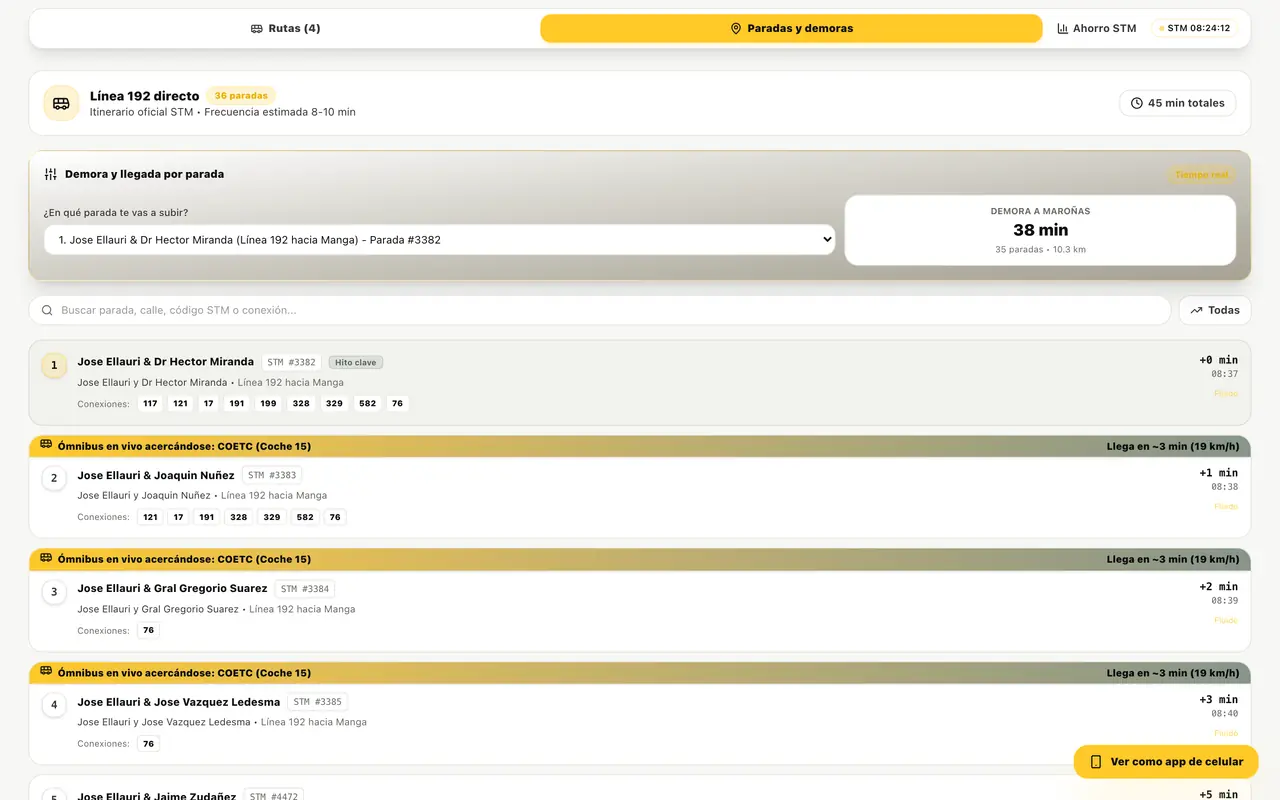 Rutas (4)
Paradas y demoras
Ahorro STM
STM 08:24:12
Línea 192 directo
36 paradas
Itinerario oficial STM • Frecuencia estimada 8-10 min
45 min totales
Demora y llegada por parada
Tiempo real
¿En qué parada te vas a subir?
1. Jose Ellauri & Dr Hector Miranda (Línea 192 hacia Manga) - Parada #3382
DEMORA A MAROÑAS
38 min
35 paradas • 10.3 km
Buscar parada, calle, código STM o conexión...
Todas
1
Jose Ellauri & Dr Hector Miranda
STM #3382
Hito clave
Jose Ellauri y Dr Hector Miranda • Línea 192 hacia Manga
Conexiones: 117 121 17 191 199 328 329 582 76
+0 min
08:37
Fluido
Ómnibus en vivo acercándose: COETC (Coche 15)
Llega en ~3 min (19 km/h)
2
Jose Ellauri & Joaquin Nuñez
STM #3383
Jose Ellauri y Joaquin Nuñez • Línea 192 hacia Manga
Conexiones: 121 17 191 328 329 582 76
+1 min
08:38
Fluido
Ómnibus en vivo acercándose: COETC (Coche 15)
Llega en ~3 min (19 km/h)
3
Jose Ellauri & Gral Gregorio Suarez
STM #3384
Jose Ellauri y Gral Gregorio Suarez • Línea 192 hacia Manga
Conexiones: 76
+2 min
08:39
Fluido
Ómnibus en vivo acercándose: COETC (Coche 15)
Llega en ~3 min (19 km/h)
4
Jose Ellauri & Jose Vazquez Ledesma
STM #3385
Jose Ellauri y Jose Vazquez Ledesma • Línea 192 hacia Manga
Conexiones: 76
+3 min
08:40
Fluido
Ver como app de celular
5
Jose Ellauri & Jaime Zudañez
STM #4472
+5 min